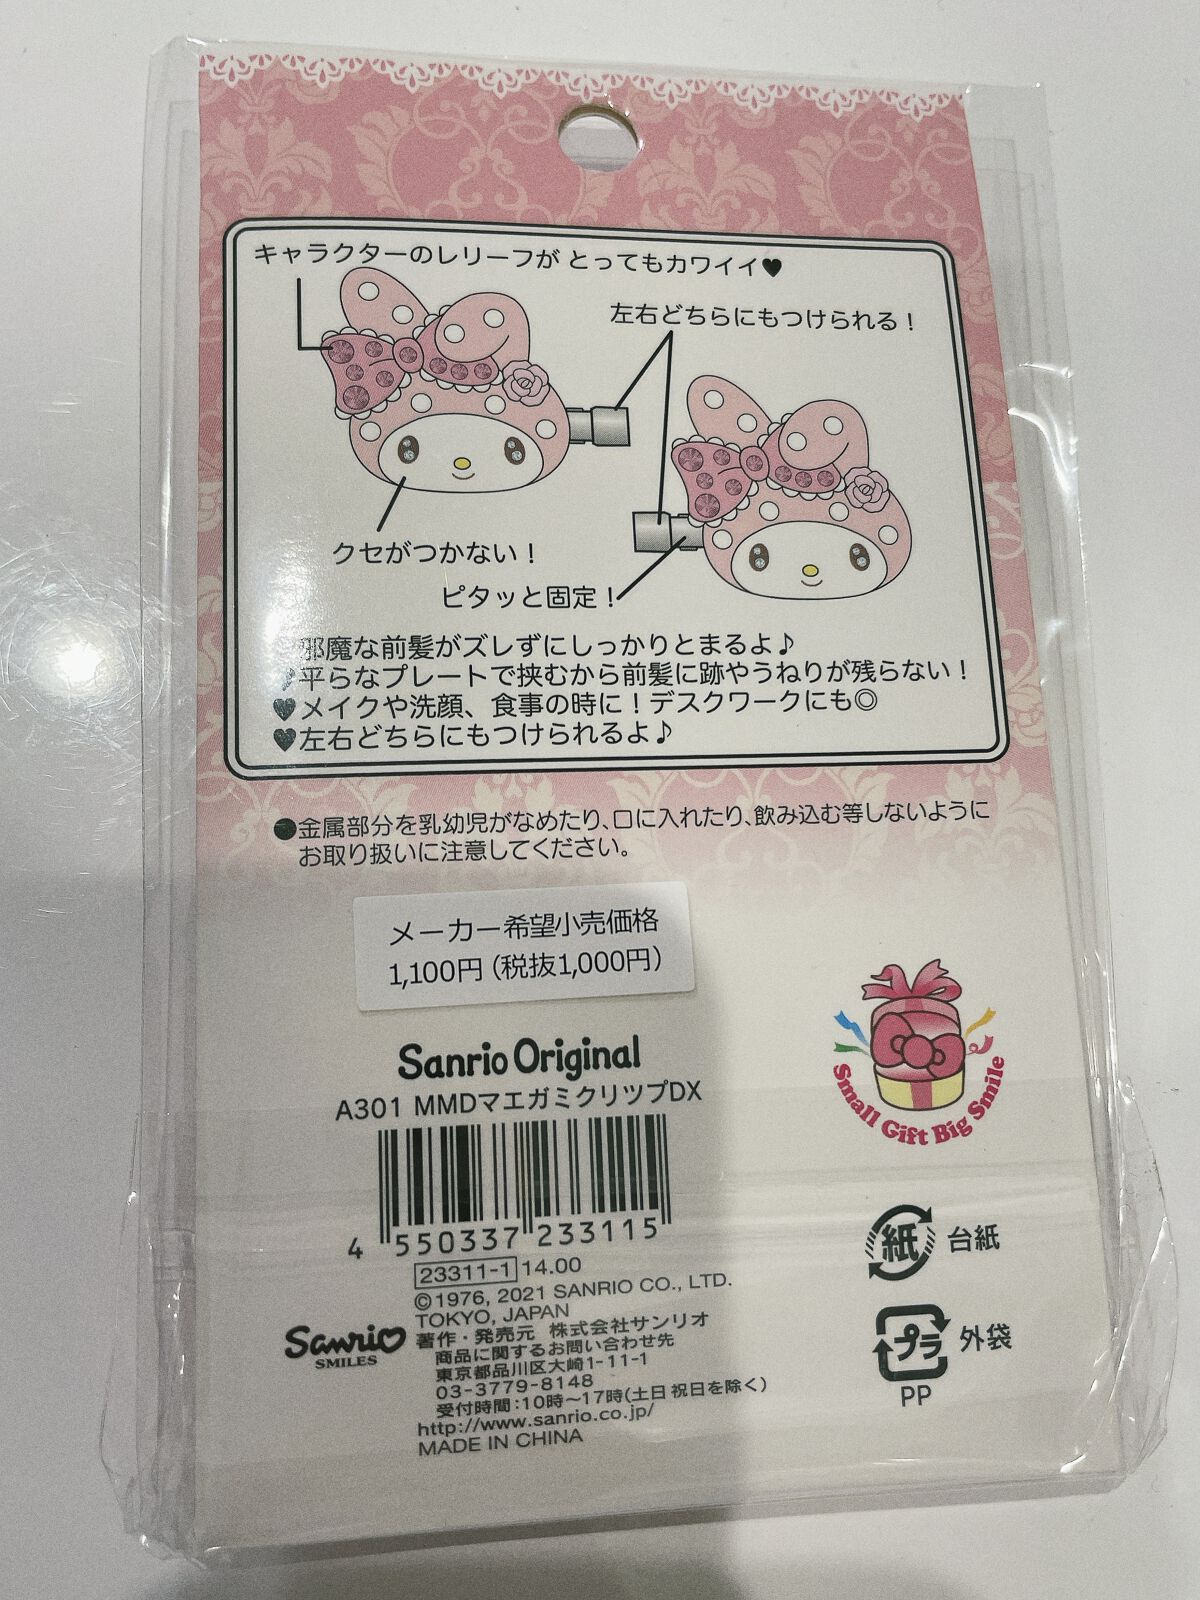 キャラクターのレリーフが とってもカワイイ♥
左右どちらにもつけられる！
クセがつかない！
ピタッと固定！
邪魔な前髪がズレずにしっかりとまるよ♪
平らなプレートで挟むから前髪に跡やうねりが残らない！
♥メイクや洗顔、食事の時に！デスクワークにも◎
♥左右どちらにもつけられるよ♪
●金属部分を乳幼児がなめたり、口に入れたり、飲み込む等しないように
お取り扱いに注意してください。
メーカー希望小売価格
1,100円（税抜1,000円）
Sanrio Original
A301 MMDマエガミクリツプDX
4 550337 233115
23311-1 14.00
©1976, 2021 SANRIO CO., LTD.
TOKYO, JAPAN
著作・発売元 株式会社サンリオ
商品に関するお問い合わせ先
東京都品川区大崎1-11-1
03-3779-8148
受付時間：10時～17時(土日祝日を除く)
http://www.sanrio.co.jp/
MADE IN CHINA
Sanrio
SMILES
Small Gift Big Smile
紙 台紙
プラ 外袋
PP